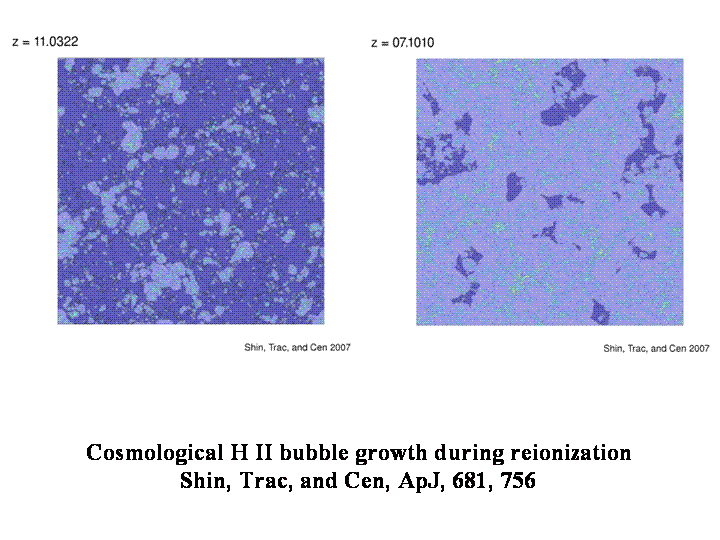 z = 11.0322
z = 07.1010
Shin, Trac, and Cen 2007
Shin, Trac, and Cen 2007
Cosmological H II bubble growth during reionization
Shin, Trac, and Cen, ApJ, 681, 756